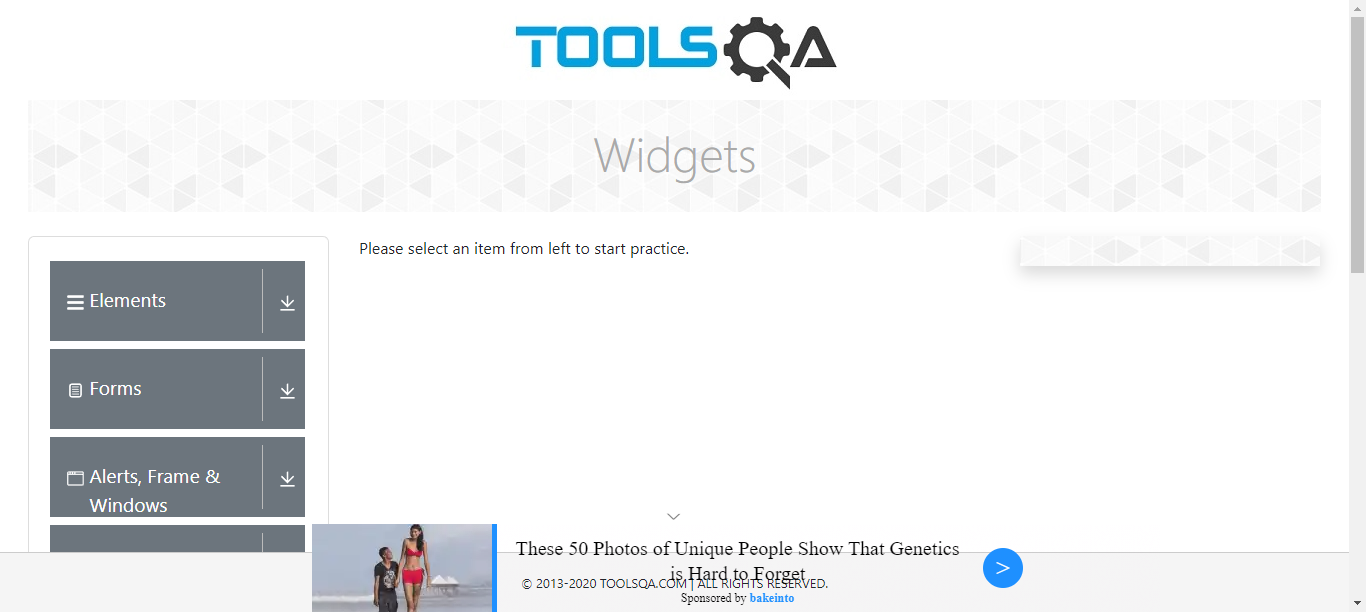 TOOLSQA
Widgets
Please select an item from left to start practice.
Elements
Forms
Alerts, Frame &
Windows
These 50 Photos of Unique People Show That Genetics
is Hard to Forget
© 2013-2020 TOOLSQA.COM | ALL RIGHTS RESERVED.
Sponsored by bakeinto
>